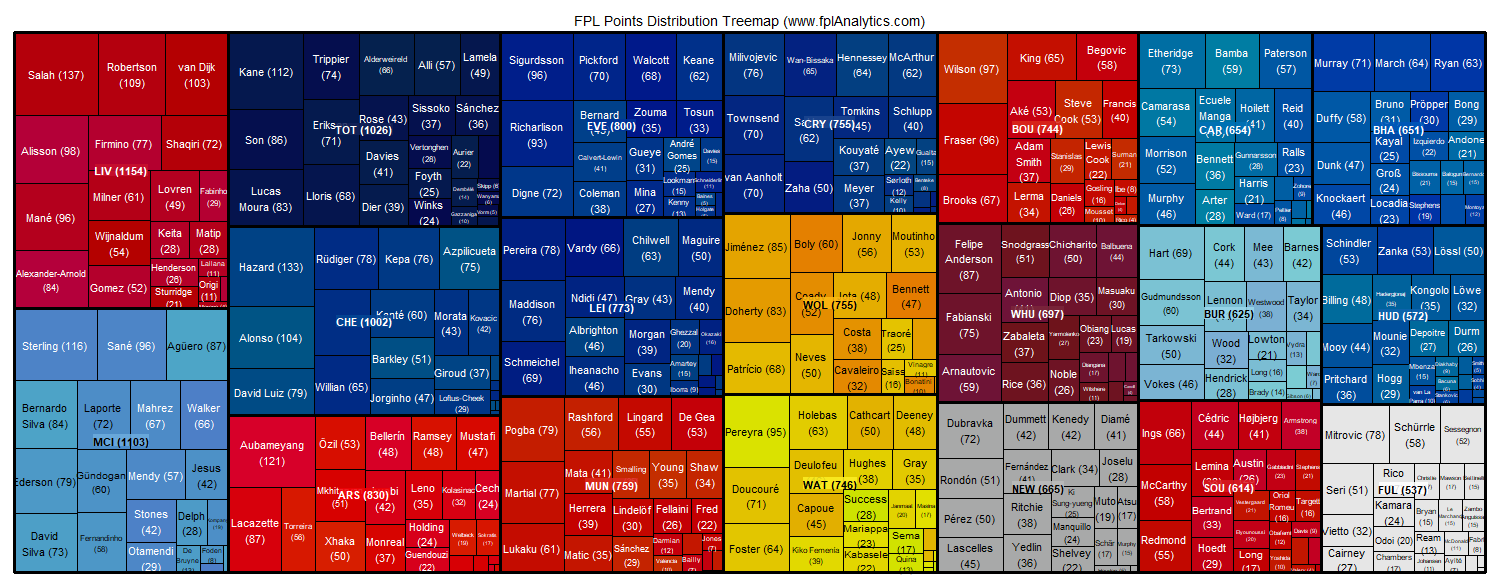 FPL Points Distribution Treemap (www.fplAnalytics.com)
Salah (137)
Robertson
(109)
van Dijk
(103)
Alisson (98)
Firmino (77)
Shaqiri (72)
LIV (1154)
Milner (61)
Lovren
(49)
Fabinho
(29)
Mané (96)
Wijnaldum
(54)
Keita
(28)
Matip
(28)
Alexander-Arnold
(84)
Gomez (52)
Henderson
(26)
Lallana
(11)
Sturridge
(21)
Origi
(11)
Kane (112)
Trippier
(74)
Alderweireld
(66)
Alli (57)
Lamela
(49)
Son (86)
(71)
TOT (1026)
Rose (43)
Sissoko
(37)
Sánchez
(36)
Davies
(41)
Vertonghen
(28)
Aurier
(22)
Lucas
Moura (83)
Lloris (68)
Foyth
(25)
Dier (39)
Winks
(24)
Dembélé
(14)
Skipp (6)
Wanyama
(6)
Gazzaniga
(10)
Vorm (5)
Sigurdsson
(96)
Pickford
(70)
Walcott
(68)
Keane
(62)
Richarlison
(93)
Bernard
EVE (800)
Zouma
(35)
Tosun
(33)
Calvert-Lewin
(41)
Gueye
(31)
André
Gomes
(25)
Davies
(15)
Digne (72)
Coleman
(38)
Mina
(27)
Lookman
(15)
Schneiderlin
(11)
Kenny
(13)
Baines
(5)
Holgate
Milivojevic
(76)
Wan-Bissaka
(65)
Hennessey
(64)
McArthur
(62)
Townsend
(70)
(62)
CRY (755)
Tomkins
(45)
Schlupp
(40)
Kouyaté
(37)
Ayew
(22)
Guaita
(15)
van Aanholt
(70)
Zaha (50)
Meyer
(37)
Sørloth
(12)
Benteke
(8)
Kelly
(10)
Wilson (97)
King (65)
Begovic
(58)
Fraser (96)
Aké (53)
Steve
Cook (53)
Francis
(40)
BOU (744)
Adam
Smith
(37)
Stanislas
(29)
Lewis
Cook
(22)
Surman
(21)
Brooks (67)
Lerma
(34)
Daniels
(26)
Gosling
(16)
Ibe (8)
Mousset
(10)
Rico (4)
Etheridge
(73)
Bamba
(59)
Paterson
(57)
Camarasa
(54)
Ecuele
Manga
CAR (654)
Hoilett
(41)
Reid
(40)
Morrison
(52)
Bennett
(36)
Gunnarsson
(28)
Ralls
(23)
Murphy
(46)
Arter
(28)
Harris
(21)
Zohore
(9)
Ward (17)
Peltier
(8)
Murray (71)
March (64)
Ryan (63)
Duffy (58)
Bruno
(31)
Pröpper
(30)
Bong
(29)
BHA (651)
Kayal
(25)
Izquierdo
(22)
Andone
(21)
Dunk (47)
Groß
(24)
Bissouma
(21)
Balogun
(15)
Bernardo
(15)
Knockaert
(46)
Locadia
(23)
Stephens
(19)
Montoya
(12)
Hazard (133)
Rüdiger (78)
Kepa (76)
Azpilicueta
(75)
Alonso (104)
CHE (1002)
Kanté (60)
Morata
(43)
Kovacic
(42)
Barkley (51)
David Luiz (79)
Willian (65)
Jorginho (47)
Giroud (37)
Loftus-Cheek
(29)
Pereira (78)
Vardy (66)
Chilwell
(63)
Maguire
(50)
Maddison
(76)
Ndidi (47)
Gray (43)
Mendy
(40)
LEI (773)
Albrighton
(46)
Morgan
(39)
Ghezzal
(20)
Okazaki
(16)
Schmeichel
(69)
Iheanacho
(46)
Evans
(30)
Amartey
(15)
Iborra (9)
Jiménez (85)
Boly (60)
Jonny
(56)
Moutinho
(53)
Doherty (83)
Coady
(52)
WOL (755)
Jota (48)
Bennett
(47)
Patrício (68)
Neves
(50)
Costa
(38)
Traoré
(25)
Cavaleiro
(32)
Saiss
(16)
Vinagre
(11)
Bonatini
(10)
Felipe
Anderson
(87)
Snodgrass
(51)
Chicharito
(50)
Balbuena
(44)
Fabianski
(75)
Antonio
WHU (697)
Diop (35)
Masuaku
(30)
Zabaleta
(37)
Yarmolenko
(27)
Obiang
(23)
Lucas
(19)
Arnautovic
(59)
Rice (36)
Noble
(26)
Diangana
(17)
Wilshere
(11)
Hart (69)
Cork
(44)
Mee
(43)
Barnes
(42)
Gudmundsson
(60)
Lennon
BUR (625)
Westwood
(38)
Taylor
(34)
Tarkowski
(50)
Wood
(32)
Lowton
(21)
Vydra
(13)
Vokes (46)
Hendrick
(28)
Long (16)
Brady (14)
Schindler
(53)
Zanka (53)
Lössl (50)
Billing (48)
Hadergjonaj
(35)
Kongolo
(35)
Löwe
(32)
HUD (572)
Mooy (44)
Mounie
(32)
Depoitre
(27)
Durm
(26)
Pritchard
(36)
Hogg
(29)
Mbenza
(15)
Sterling (116)
Sané (96)
Agüero (87)
Bernardo
Silva (84)
Laporte
(72)
Mahrez
(67)
Walker
(66)
MCI (1103)
Ederson (79)
Gündogan
(60)
Mendy (57)
Jesus
(42)
David
Silva (73)
Fernandinho
(58)
Stones
(42)
Delph
(28)
Otamendi
(29)
De
Bruyne
Foden
(8)
Aubameyang
(121)
Özil (53)
Bellerín
(48)
Ramsey
(48)
Mustafi
(47)
ARS (830)
(51)
(42)
Leno
(35)
Kolasinac
(32)
Cech
(24)
Lacazette
(87)
Torreira
(56)
Xhaka
(50)
Monreal
(37)
Holding
(24)
Welbeck
(19)
Sokratis
(17)
Guendouzi
(22)
Pogba (79)
Rashford
(56)
Lingard
(55)
De Gea
(53)
Martial
(77)
Mata (41)
Smalling
Young
(35)
Shaw
(34)
MUN (759)
Herrera
(39)
Lindelöf
(30)
Fellaini
(26)
Fred
(22)
Lukaku (61)
Matic (35)
Sánchez
(29)
Darmian
(12)
Jones
(7)
Valencia
(10)
Bailly
Pereyra (95)
Holebas
(63)
Cathcart
(50)
Deeney
(48)
Doucouré
(71)
Deulofeu
WAT (746)
Hughes
(38)
Gray
(35)
Capoue
(45)
Success
(28)
Janmaat
(20)
Masina
(17)
Foster (64)
Kiko Femenía
(39)
Mariappa
(23)
Sema
(17)
Kabasele
(22)
Quina
(13)
Dubravka
(72)
Dummett
(42)
Kenedy
(42)
Diamé
(41)
Rondón (51)
Fernández
(41)
NEW (665)
Clark (34)
Joselu
(28)
Pérez (50)
Ritchie
(38)
Ki
Sung-yueng
(25)
Muto
(19)
Atsu
(17)
Lascelles
(45)
Yedlin
(36)
Manquillo
(24)
Schär
(17)
Murphy
(15)
Shelvey
(22)
Ings (66)
Cédric
(44)
Højbjerg
(41)
Armstrong
(38)
McCarthy
(58)
Lemina
Austin
(26)
Gabbiadini
(23)
Stephens
(21)
SOU (614)
Bertrand
(33)
Vestergaard
(21)
Oriol
Romeu
(16)
Targett
(16)
Redmond
(55)
Hoedt
(29)
Elyounoussi
(20)
Obafemi
(12)
Davis (9)
Long
(17)
Yoshida
Mitrovic (78)
Schürrle
(58)
Sessegnon
(52)
Seri (51)
Rico
Christie
Mawson
(17)
Bettinelli
(15)
FUL (537)
Vietto (32)
Kamara
(24)
Bryan
(15)
La
Marchand
(15)
Zambo
Anguissa
(15)
Cairney
(27)
Odoi (20)
Ream
(13)
McDonald
(11)
Fabri
(8)
Chambers
(17)
Johansen
(11)
Ayité
(7)